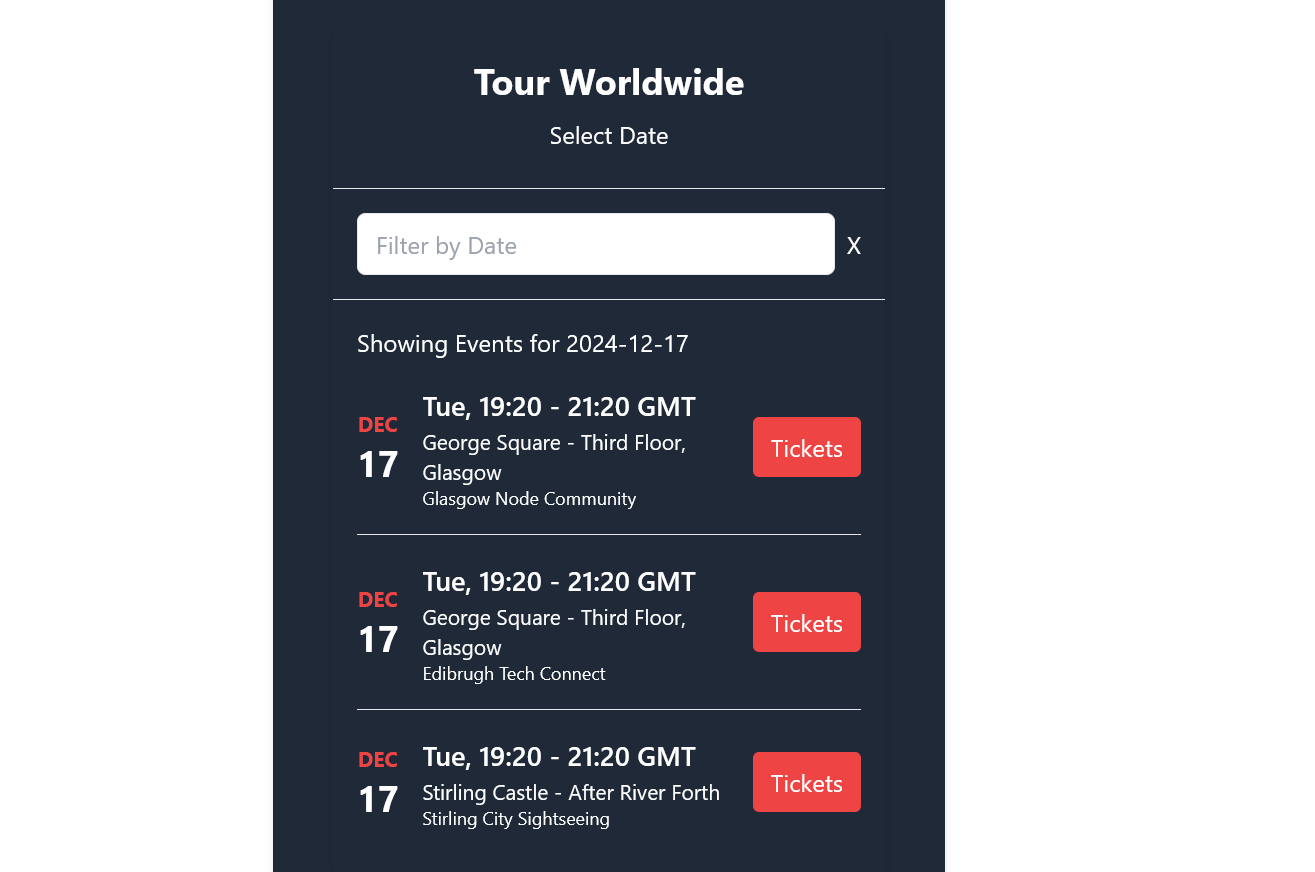 Tour Worldwide
Select Date
Filter by Date
X
Showing Events for 2024-12-17
DEC
17
Tue, 19:20 - 21:20 GMT
George Square - Third Floor,
Glasgow
Glasgow Node Community
Tickets
DEC
17
Tue, 19:20 - 21:20 GMT
George Square - Third Floor,
Glasgow
Edibrugh Tech Connect
Tickets
DEC
17
Tue, 19:20 - 21:20 GMT
Stirling Castle - After River Forth
Stirling City Sightseeing
Tickets